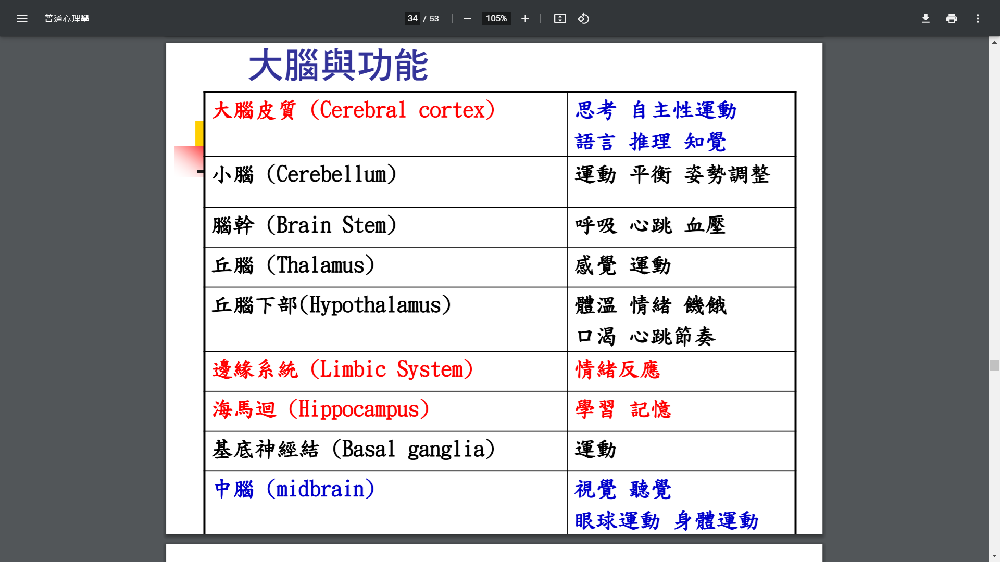 普通心理學
34 / 53
105%
大腦與功能
大腦皮質 (Cerebral cortex)
思考 自主性運動
語言 推理 知覺
小腦 (Cerebellum)
運動 平衡 姿勢調整
腦幹 (Brain Stem)
呼吸 心跳 血壓
丘腦 (Thalamus)
感覺 運動
丘腦下部(Hypothalamus)
體溫 情緒 饑餓
口渴 心跳節奏
邊緣系統 (Limbic System)
情緒反應
海馬迴 (Hippocampus)
學習 記憶
基底神經結 (Basal ganglia)
運動
中腦 (midbrain)
視覺 聽覺
眼球運動 身體運動